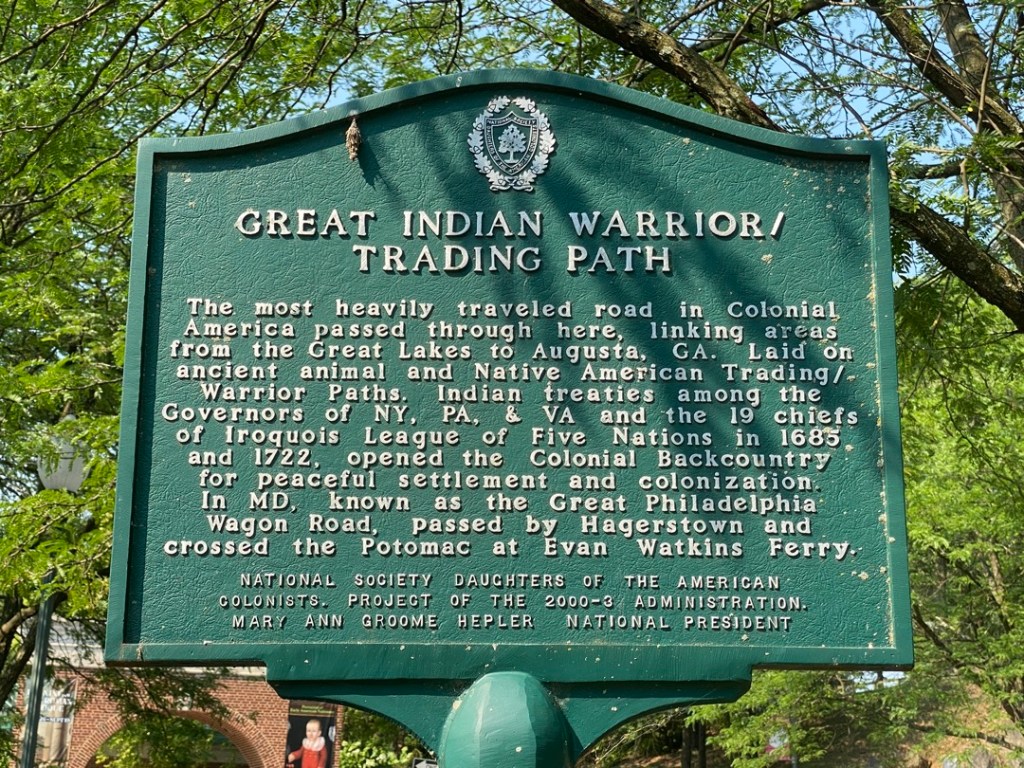 NATIONAL SOCIETY
GREAT INDIAN WARRIOR/
TRADING PATH
The most heavily traveled road in Colonial
America passed through here, linking areas
from the Great Lakes to Augusta, GA. Laid on
ancient animal and Native American Trading/
Warrior Paths. Indian treaties among the
Governors of NY, PA, & VA and the 19 chiefs
of Iroquois League of Five Nations in 1685
and 1722, opened the Colonial Backcountry
for peaceful settlement and colonization.
In MD, known as the Great Philadelphia
Wagon Road, passed by Hagerstown and
crossed the Potomac at Evan Watkins Ferry.
NATIONAL SOCIETY DAUGHTERS OF THE AMERICAN
COLONISTS. PROJECT OF THE 2000-3 ADMINISTRATION.
MARY ANN GROOME HEPLER NATIONAL PRESIDENT